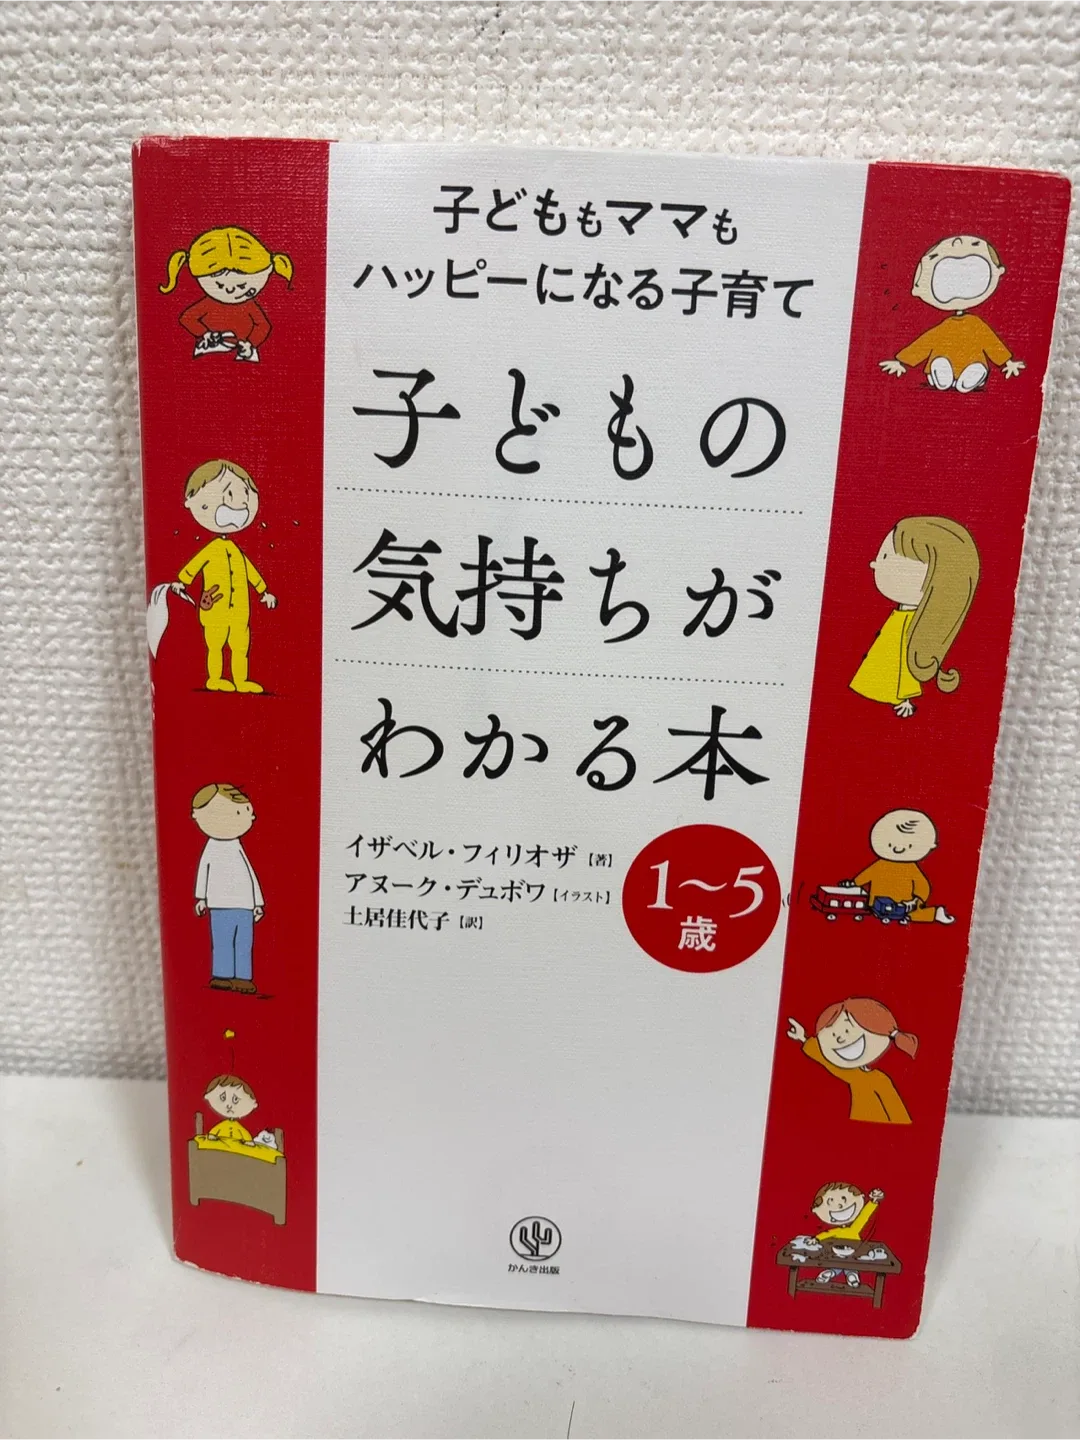 子どももママも
ハッピーになる子育て
子どもの
気持ちが
わかる本
イザベル・フィリオザ【著】
アヌーク・デュボワ【イラスト】
土居佳代子【訳】
1～5
歳
かんき出版